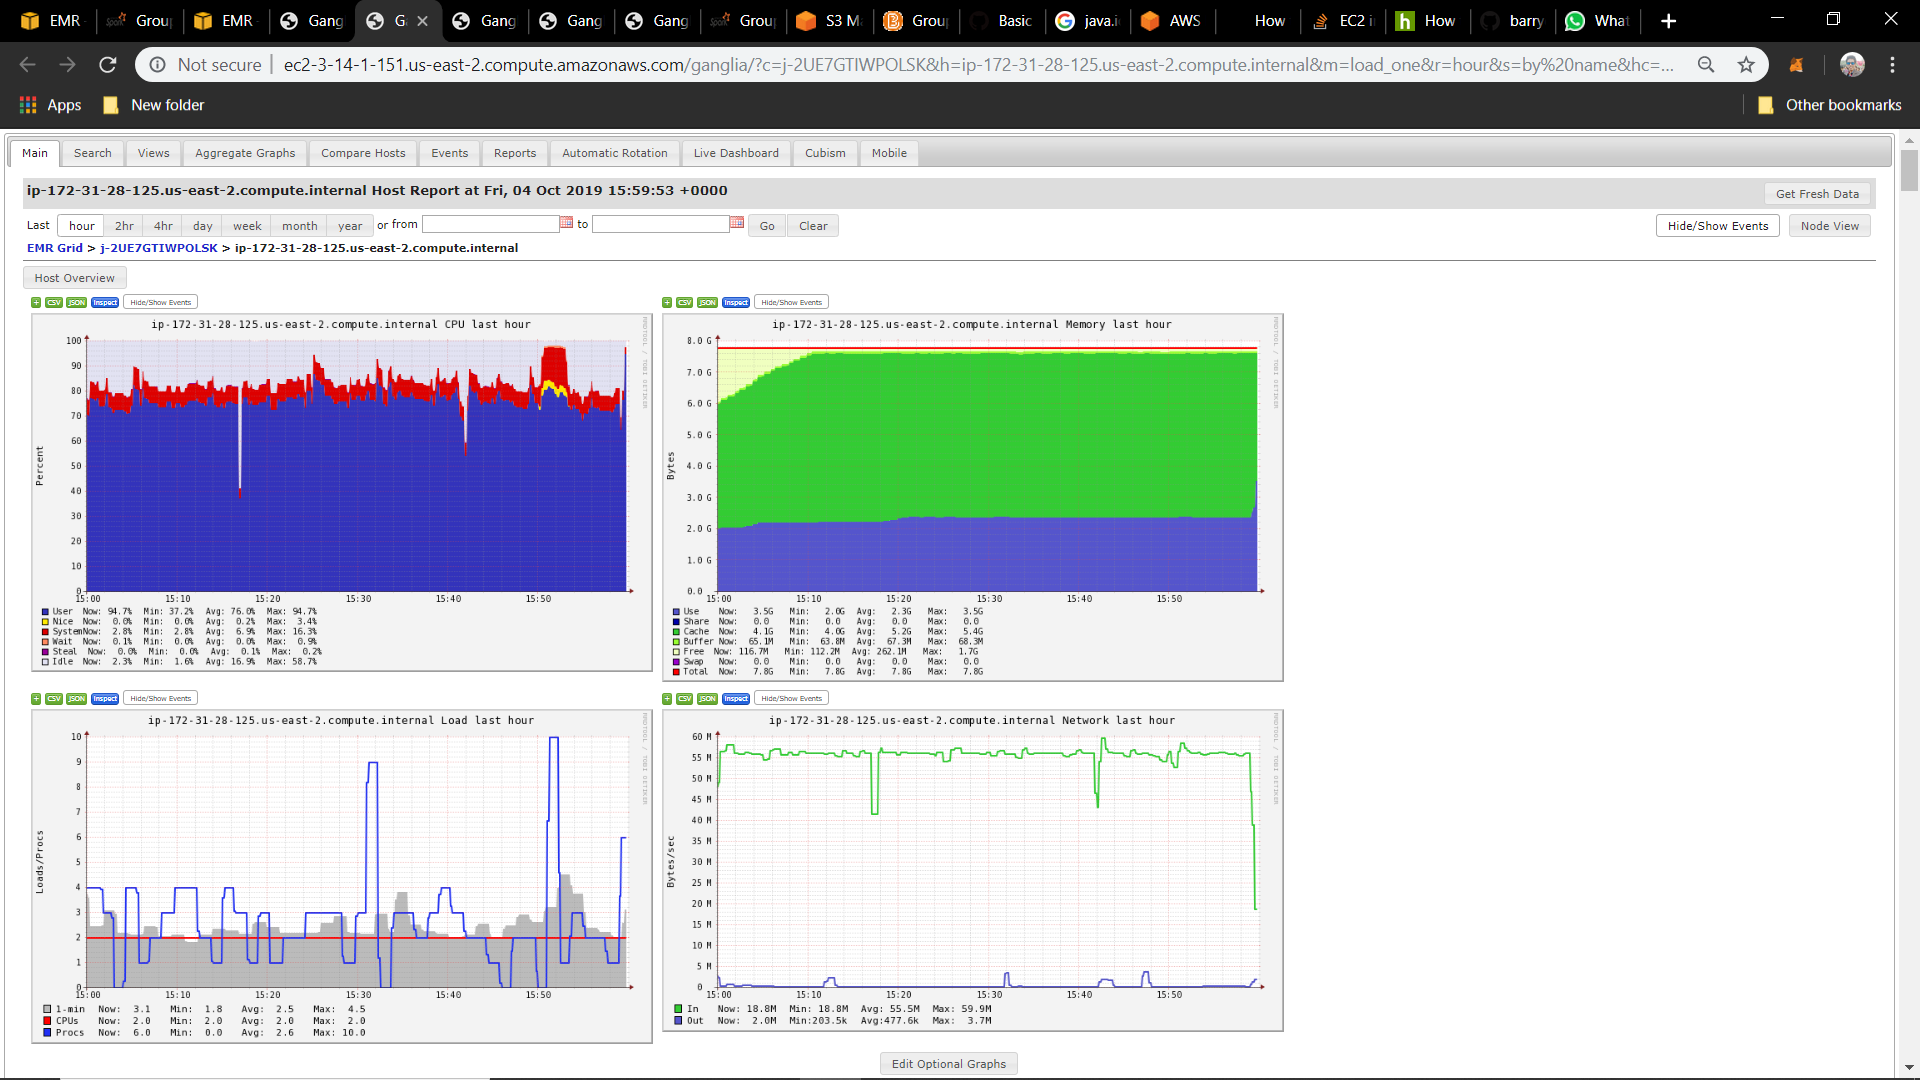 EMR
Group
EMR
Gang
G
Gang
Gang
Gang
Group
S3 M
Group
Basic
java.i
AWS
How
EC2 i
How
barry
What
Not secure | ec2-3-14-1-151.us-east-2.compute.amazonaws.com/ganglia/?c=j-2UE7GTIWPOLSK&h=ip-172-31-28-125.us-east-2.compute.internal&m=load_one&r=hour&s=by%20name&hc=...
Apps New folder Other bookmarks
Main Search Views Aggregate Graphs Compare Hosts Events Reports Automatic Rotation Live Dashboard Cubism Mobile
ip-172-31-28-125.us-east-2.compute.internal Host Report at Fri, 04 Oct 2019 15:59:53 +0000
Get Fresh Data
Last hour 2hr 4hr day week month year or from to Go Clear
Hide/Show Events Node View
EMR Grid > j-2UE7GTIWPOLSK > ip-172-31-28-125.us-east-2.compute.internal
Host Overview
+ CSV JSON Inspect Hide/Show Events
ip-172-31-28-125.us-east-2.compute.internal CPU last hour
RRDTOOL / TOBI OETIKER
Percent
100
90
80
70
60
50
40
30
20
10
0
15:00 15:10 15:20 15:30 15:40 15:50
User Now: 94.7% Min: 37.2% Avg: 76.0% Max: 94.7%
Nice Now: 0.0% Min: 0.0% Avg: 0.2% Max: 3.4%
System Now: 2.8% Min: 2.8% Avg: 6.9% Max: 16.3%
Wait Now: 0.1% Min: 0.0% Avg: 0.0% Max: 0.9%
Steal Now: 0.0% Min: 0.0% Avg: 0.1% Max: 0.2%
Idle Now: 2.3% Min: 1.6% Avg: 16.9% Max: 58.7%
+ CSV JSON Inspect Hide/Show Events
ip-172-31-28-125.us-east-2.compute.internal Memory last hour
RRDTOOL / TOBI OETIKER
Bytes
8.0 G
7.0 G
6.0 G
5.0 G
4.0 G
3.0 G
2.0 G
1.0 G
0.0
15:00 15:10 15:20 15:30 15:40 15:50
Use Now: 3.5G Min: 2.0G Avg: 2.3G Max: 3.5G
Share Now: 0.0 Min: 0.0 Avg: 0.0 Max: 0.0
Cache Now: 4.1G Min: 4.0G Avg: 5.2G Max: 5.4G
Buffer Now: 65.1M Min: 63.8M Avg: 67.3M Max: 68.3M
Free Now: 116.7M Min: 112.2M Avg: 262.1M Max: 1.7G
Swap Now: 0.0 Min: 0.0 Avg: 0.0 Max: 0.0
Total Now: 7.8G Min: 7.8G Avg: 7.8G Max: 7.8G
+ CSV JSON Inspect Hide/Show Events
ip-172-31-28-125.us-east-2.compute.internal Load last hour
RRDTOOL / TOBI OETIKER
Loads/Procs
10
9
8
7
6
5
4
3
2
1
0
15:00 15:10 15:20 15:30 15:40 15:50
1-min Now: 3.1 Min: 1.8 Avg: 2.5 Max: 4.5
CPUs Now: 2.0 Min: 2.0 Avg: 2.0 Max: 2.0
Procs Now: 6.0 Min: 0.0 Avg: 2.6 Max: 10.0
+ CSV JSON Inspect Hide/Show Events
ip-172-31-28-125.us-east-2.compute.internal Network last hour
RRDTOOL / TOBI OETIKER
Bytes/sec
60 M
55 M
50 M
45 M
40 M
35 M
30 M
25 M
20 M
15 M
10 M
5 M
0
15:00 15:10 15:20 15:30 15:40 15:50
In Now: 18.8M Min: 18.8M Avg: 55.5M Max: 59.9M
Out Now: 2.0M Min:203.5k Avg:477.6k Max: 3.7M
Edit Optional Graphs